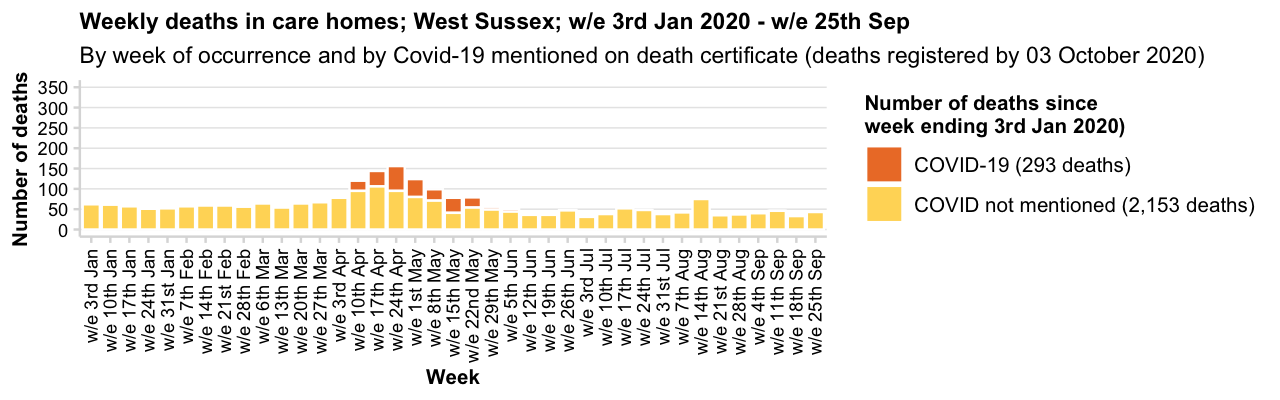 Weekly deaths in care homes; West Sussex; w/e 3rd Jan 2020 - w/e 25th Sep
By week of occurrence and by Covid-19 mentioned on death certificate (deaths registered by 03 October 2020)
Number of deaths
350
300
250
200
150
100
50
0
w/e 3rd Jan
w/e 10th Jan
w/e 17th Jan
w/e 24th Jan
w/e 31st Jan
w/e 7th Feb
w/e 14th Feb
w/e 21st Feb
w/e 28th Feb
w/e 6th Mar
w/e 13th Mar
w/e 20th Mar
w/e 27th Mar
w/e 3rd Apr
w/e 10th Apr
w/e 17th Apr
w/e 24th Apr
w/e 1st May
w/e 8th May
w/e 15th May
w/e 22nd May
w/e 29th May
w/e 5th Jun
w/e 12th Jun
w/e 19th Jun
w/e 26th Jun
w/e 3rd Jul
w/e 10th Jul
w/e 17th Jul
w/e 24th Jul
w/e 31st Jul
w/e 7th Aug
w/e 14th Aug
w/e 21st Aug
w/e 28th Aug
w/e 4th Sep
w/e 11th Sep
w/e 18th Sep
w/e 25th Sep
Week
Number of deaths since
week ending 3rd Jan 2020)
COVID-19 (293 deaths)
COVID not mentioned (2,153 deaths)